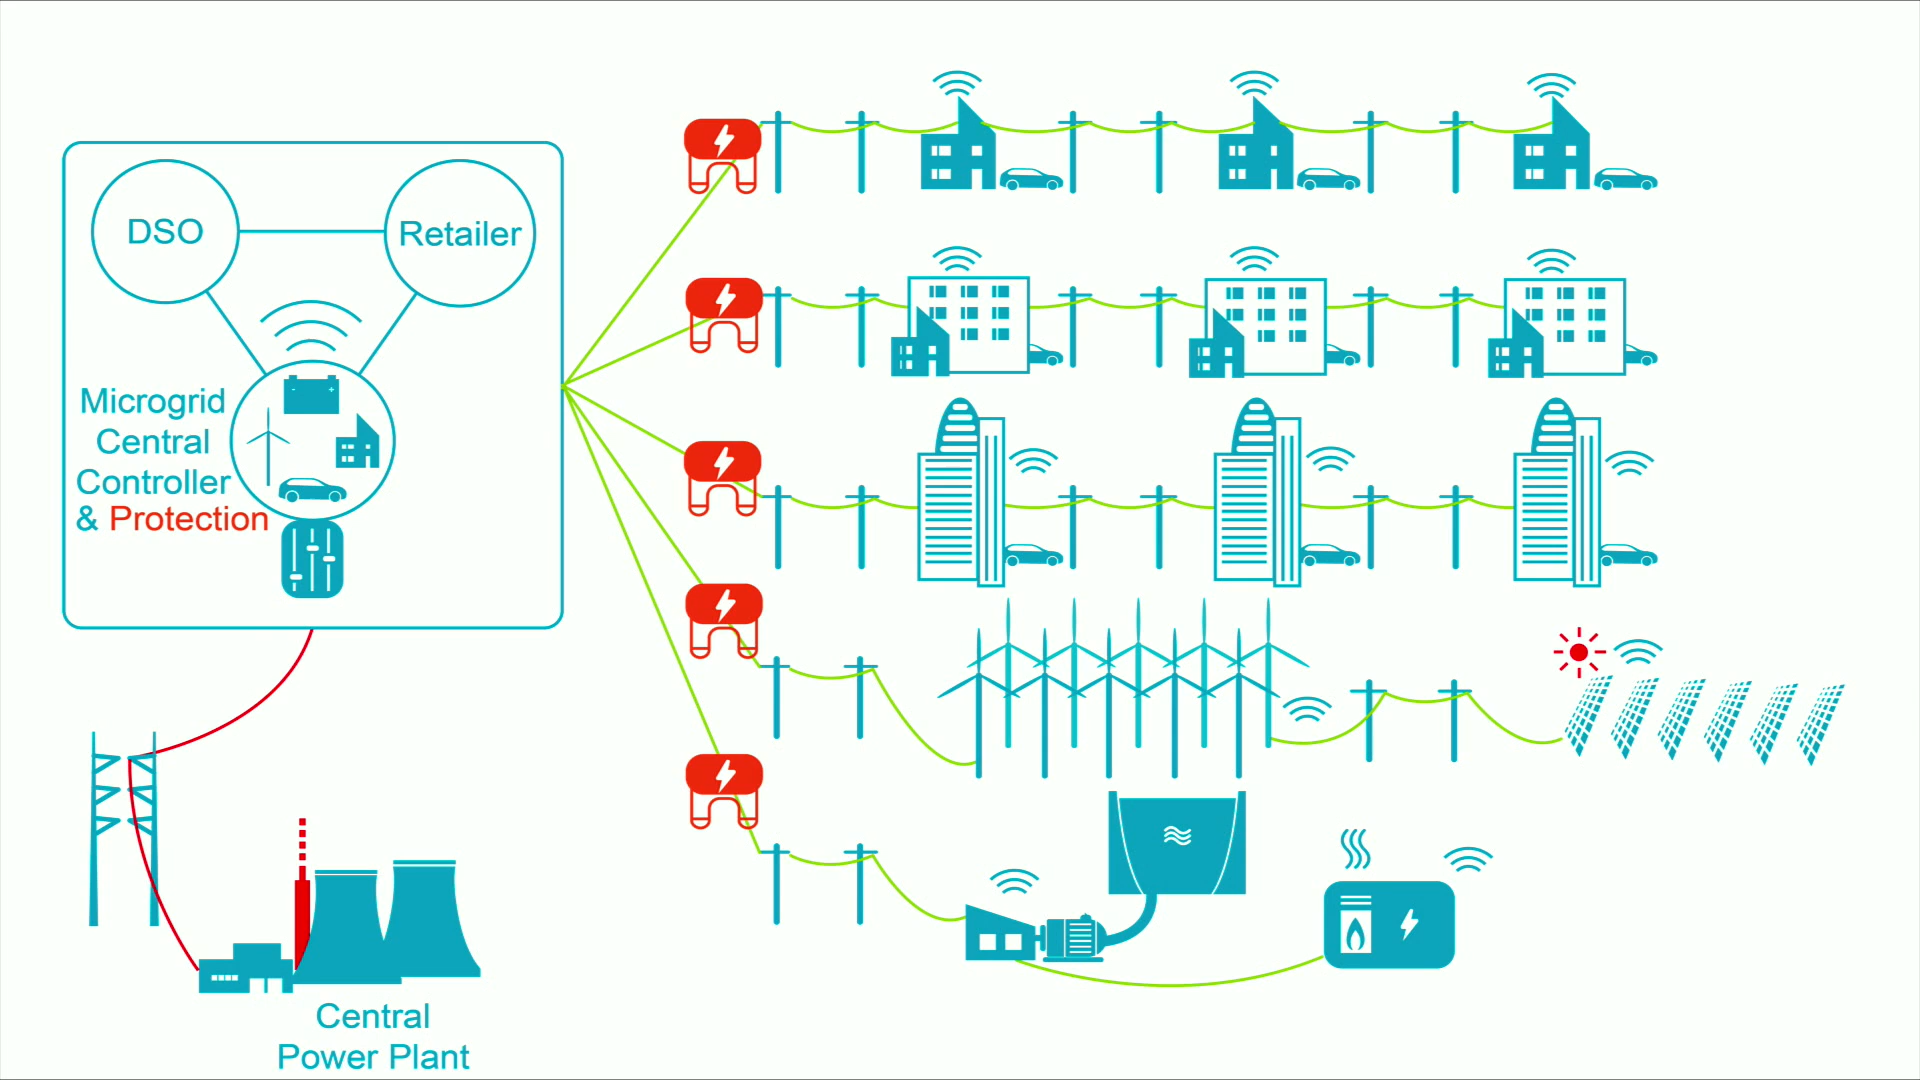 DSO
Retailer
Microgrid
Central
Controller
& Protection
Central
Power Plant